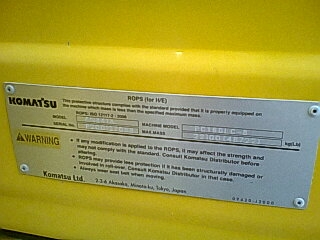 KOMATSU
ROPS (for H/E)
This protective structure complies with the standard provided that it is properly equipped on
the machine which mass is less than the specified maximum mass.
ROPS: ISO 12117-2 : 2008
MODEL
MACHINE MODEL PC160LC-8
SERIAL NO. MAX.MASS kg(Lb)
WARNING
• If any modification is applied to the ROPS, it may affect the strength and
may not comply with the standard. Consult Komatsu Distributor before
altering.
• ROPS may provide less protection if it has been structurally damaged or
involved in roll-over. Consult Komatsu Distributor in that case.
• Always wear seat belt when moving.
Komatsu Ltd. 2-3-6 Akasaka, Minato-ku, Tokyo, Japan